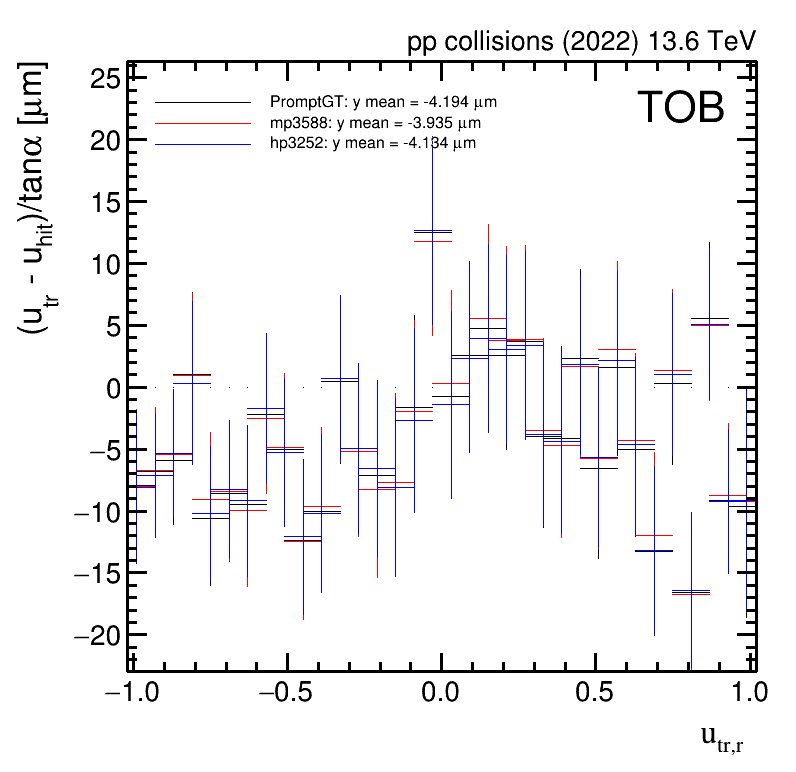 pp collisions (2022) 13.6 TeV
(u_tr - u_hit)/tanα [μm]
TOB
PromptGT: y mean = -4.194 μm
mp3588: y mean = -3.935 μm
hp3252: y mean = -4.134 μm
25
20
15
10
5
0
−5
−10
−15
−20
−1.0 −0.5 0.0 0.5 1.0
u_tr,r